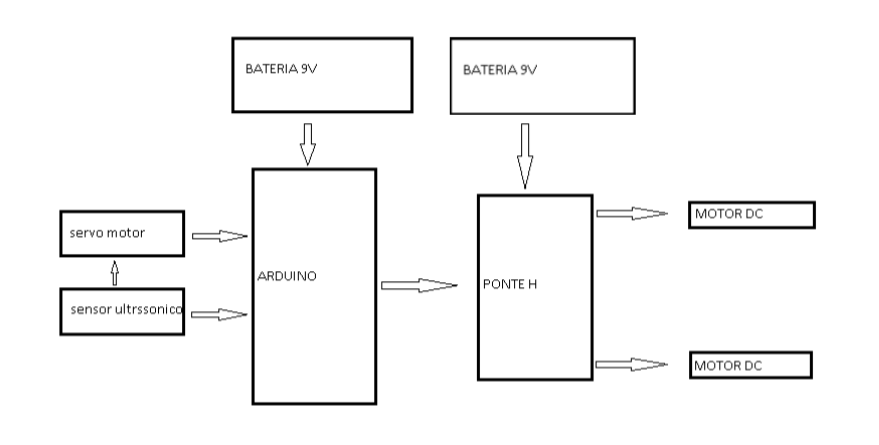 BATERIA 9V
BATERIA 9V
servo motor
MOTOR DC
ARDUINO
PONTE H
sensor ultrssonico
MOTOR DC